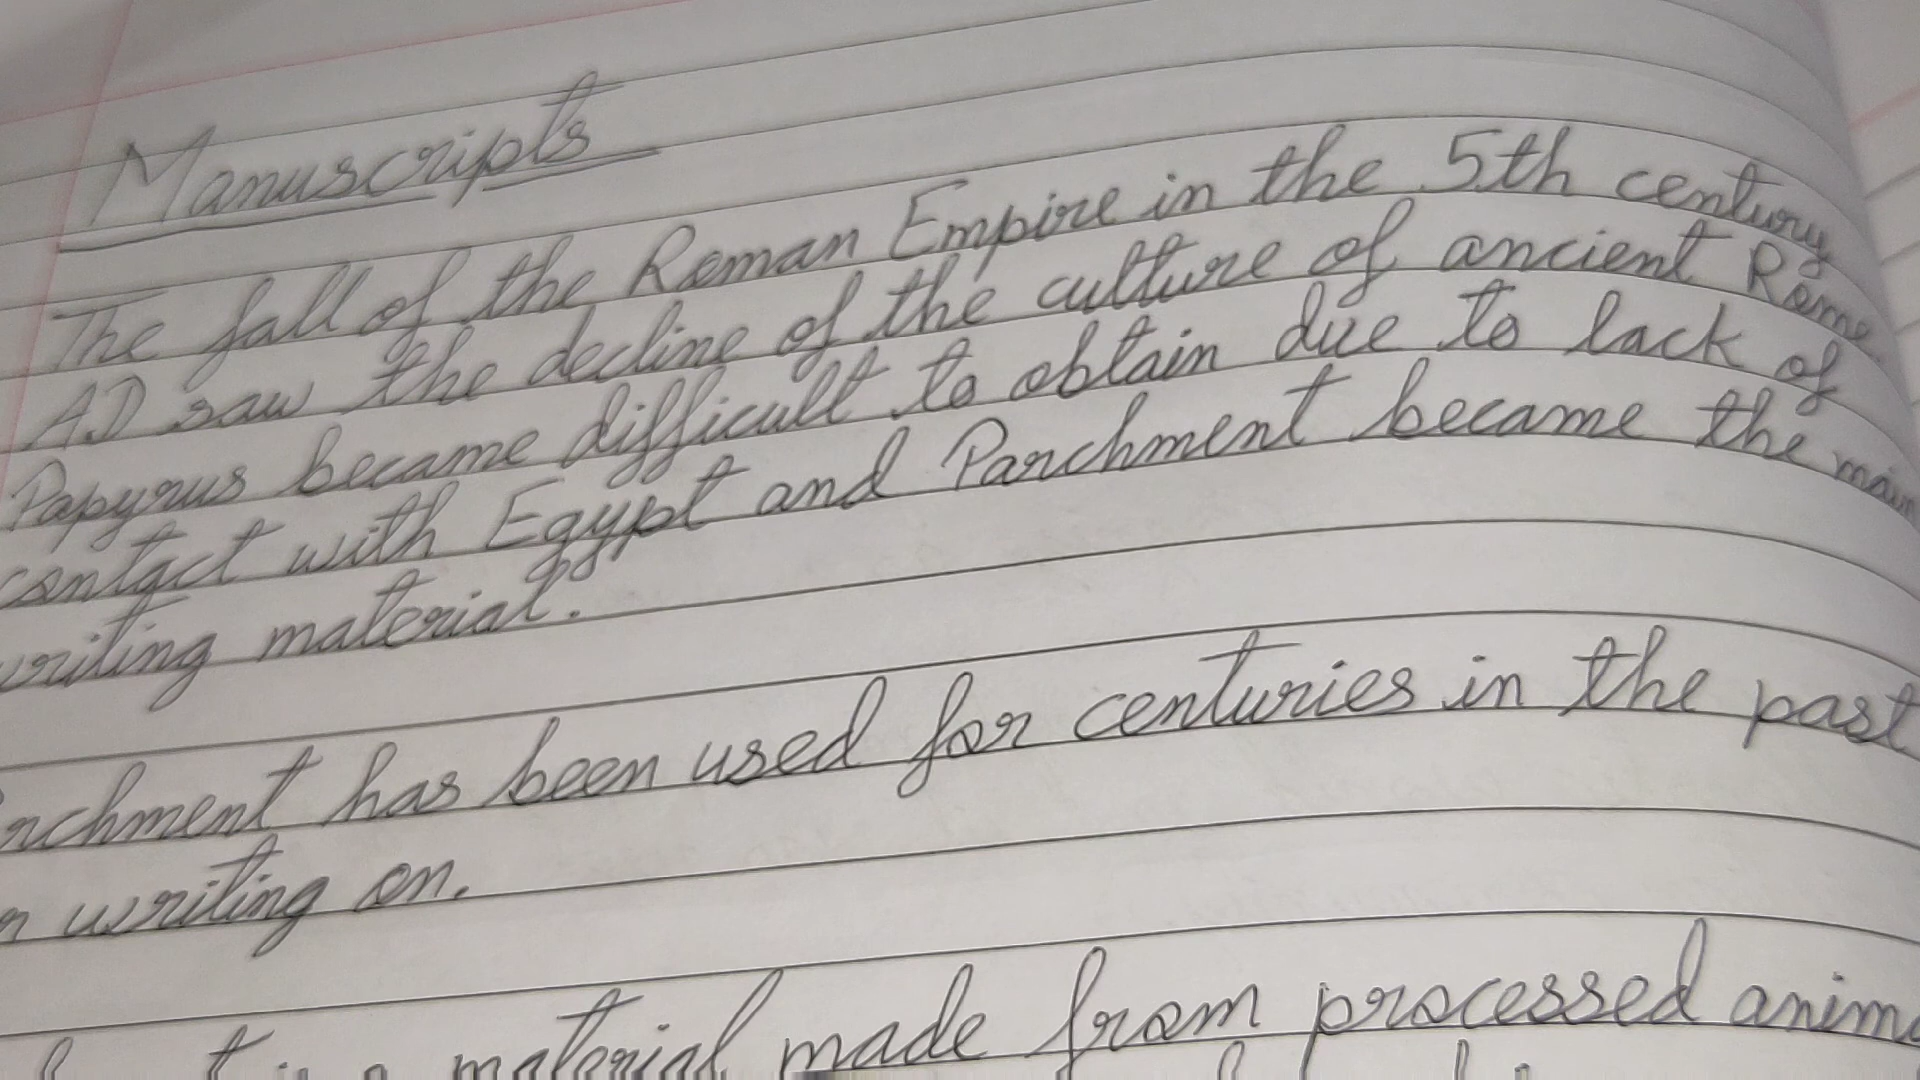 Manuscripts
The fall of the Roman Empire in the 5th century
AD saw the decline of the culture of ancient Rome.
Papyrus became difficult to obtain due to lack of
contact with Egypt and Parchment became the main
writing material.
rchment has been used for centuries in the past
writing on.
material made from processed anima